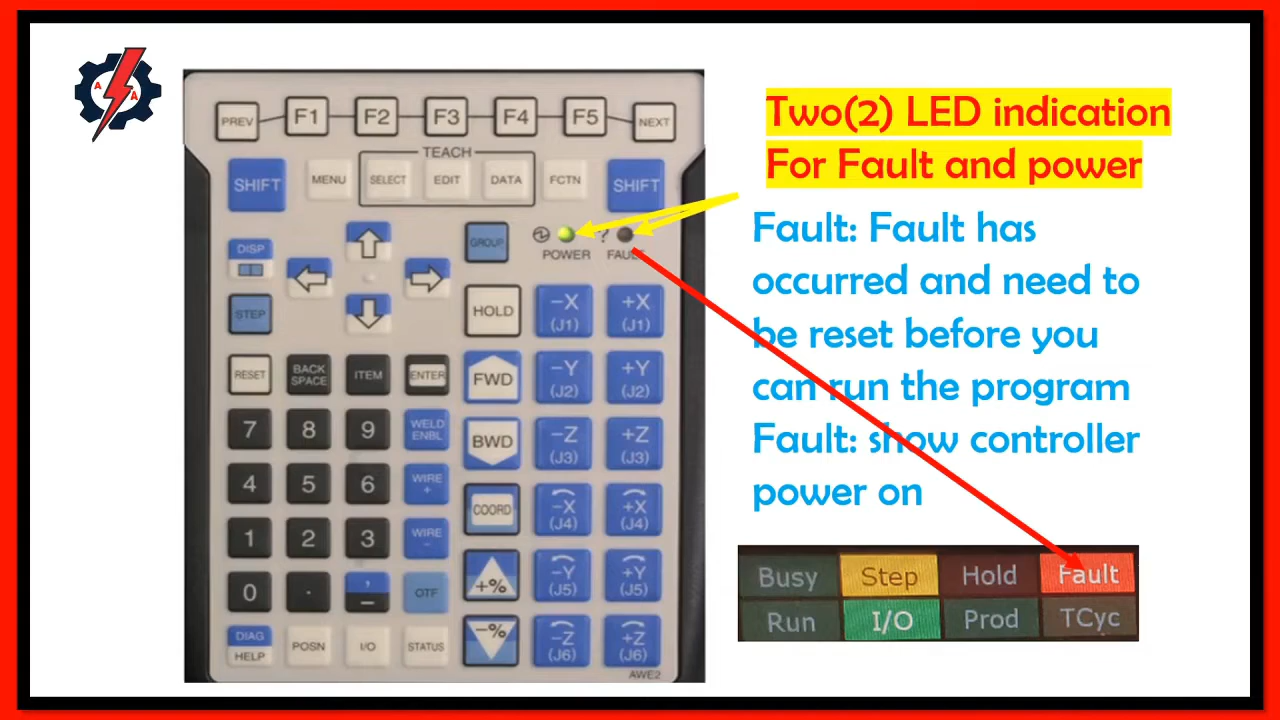 A A
Two(2) LED indication
For Fault and power
Fault: Fault has
occurred and need to
be reset before you
can run the program
Fault: show controller
power on
PREV F1 F2 F3 F4 F5 NEXT
TEACH
SHIFT MENU SELECT EDIT DATA FCTN SHIFT
DISP GROUP ? 
POWER FAULT
STEP HOLD -X (J1) +X (J1)
RESET BACK SPACE ITEM ENTER FWD -Y (J2) +Y (J2)
7 8 9 WELD ENBL BWD -Z (J3) +Z (J3)
4 5 6 WIRE + COORD -X (J4) +X (J4)
1 2 3 WIRE - +% -Y (J5) +Y (J5)
0 . , - OTF -% -Z (J6) +Z (J6)
DIAG HELP POSN I/O STATUS
AWE2
Busy Step Hold Fault
Run I/O Prod TCyc